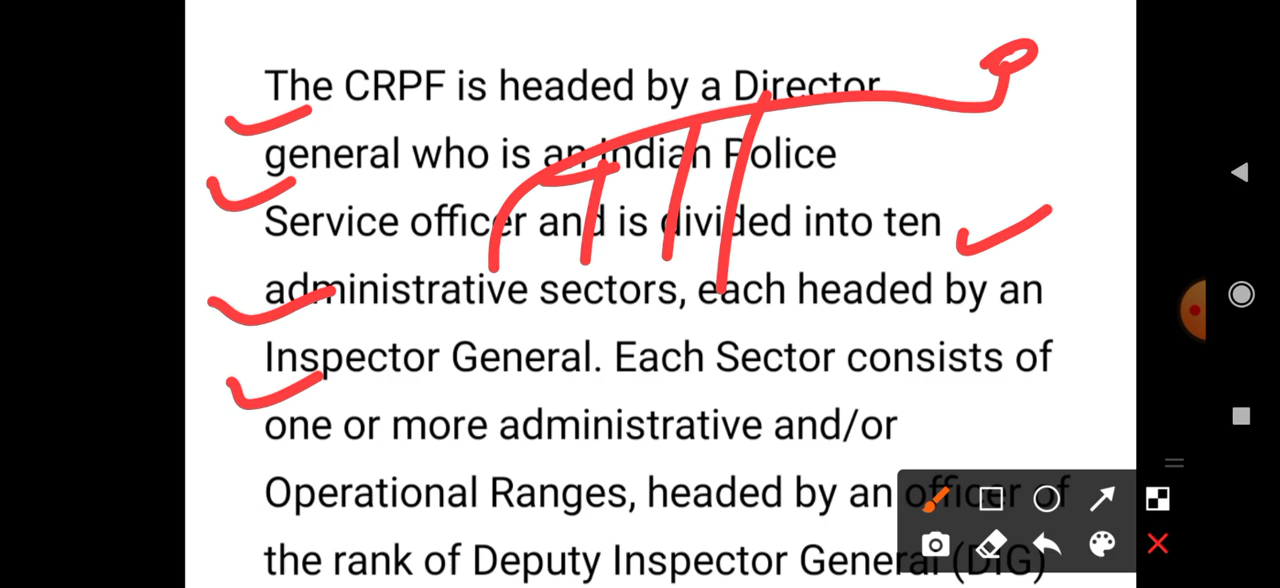 The CRPF is headed by a Director
general who is an Indian Police
Service officer and is divided into ten
administrative sectors, each headed by an
Inspector General. Each Sector consists of
one or more administrative and/or
Operational Ranges, headed by an officer of
the rank of Deputy Inspector General (DIG)